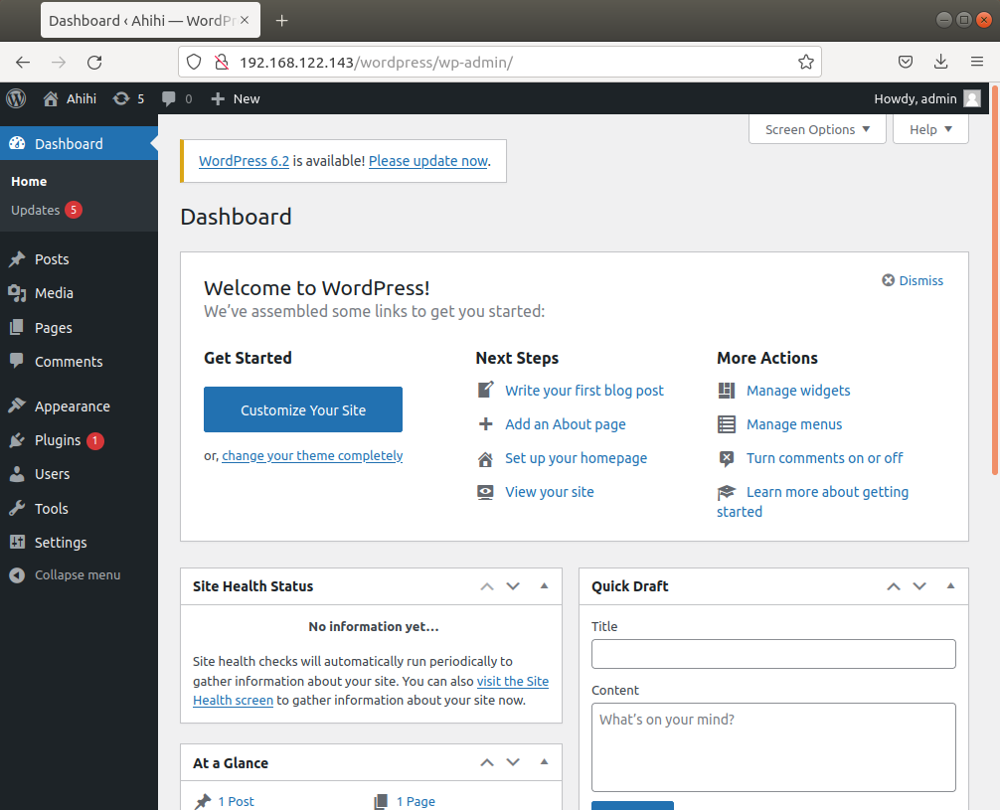 Dashboard ‹ Ahihi — WordPr
192.168.122.143/wordpress/wp-admin/
Ahihi 5 0 New Howdy, admin
Screen Options Help
Dashboard
Home
Updates 5
Posts
Media
Pages
Comments
Appearance
Plugins 1
Users
Tools
Settings
Collapse menu
WordPress 6.2 is available! Please update now.
Dashboard
Welcome to WordPress!
Dismiss
We’ve assembled some links to get you started:
Get Started
Customize Your Site
or, change your theme completely
Next Steps
Write your first blog post
Add an About page
Set up your homepage
View your site
More Actions
Manage widgets
Manage menus
Turn comments on or off
Learn more about getting
started
Site Health Status
No information yet…
Site health checks will automatically run periodically to
gather information about your site. You can also visit the Site
Health screen to gather information about your site now.
At a Glance
1 Post 1 Page
Quick Draft
Title
Content
What’s on your mind?